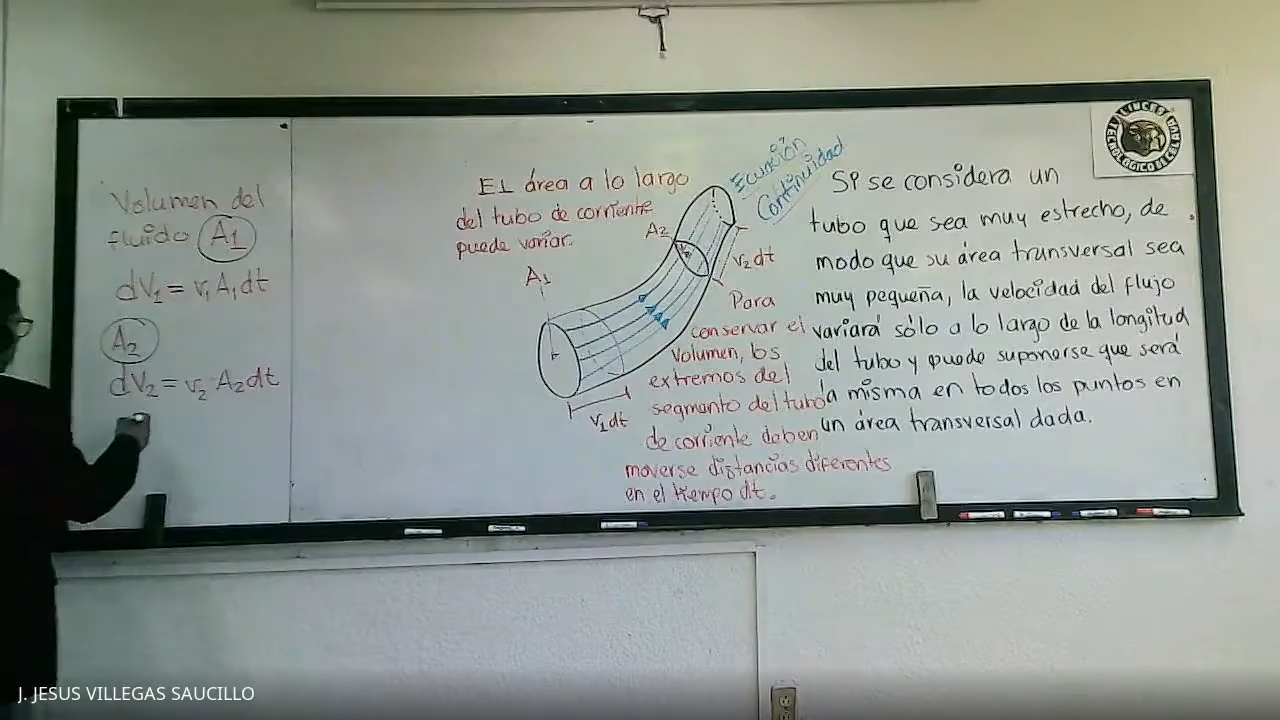 Volumen del
fluido A1
dV1 = v1 A1 dt
A2
dV2 = v2 A2 dt
El área a lo largo
del tubo de corriente
puede variar.
A1
A2
v1 dt
v2 dt
Ecuación
Continuidad
Para
conservar el
volumen, los
extremos del
segmento del tubo
de corriente deben
moverse distancias diferentes
en el tiempo dt.
Si se considera un
tubo que sea muy estrecho, de
modo que su área transversal sea
muy pequeña, la velocidad del flujo
variará sólo a lo largo de la longitud
del tubo y puede suponerse que será
la misma en todos los puntos en
un área transversal dada.
LINCES
J. JESUS VILLEGAS SAUCILLO